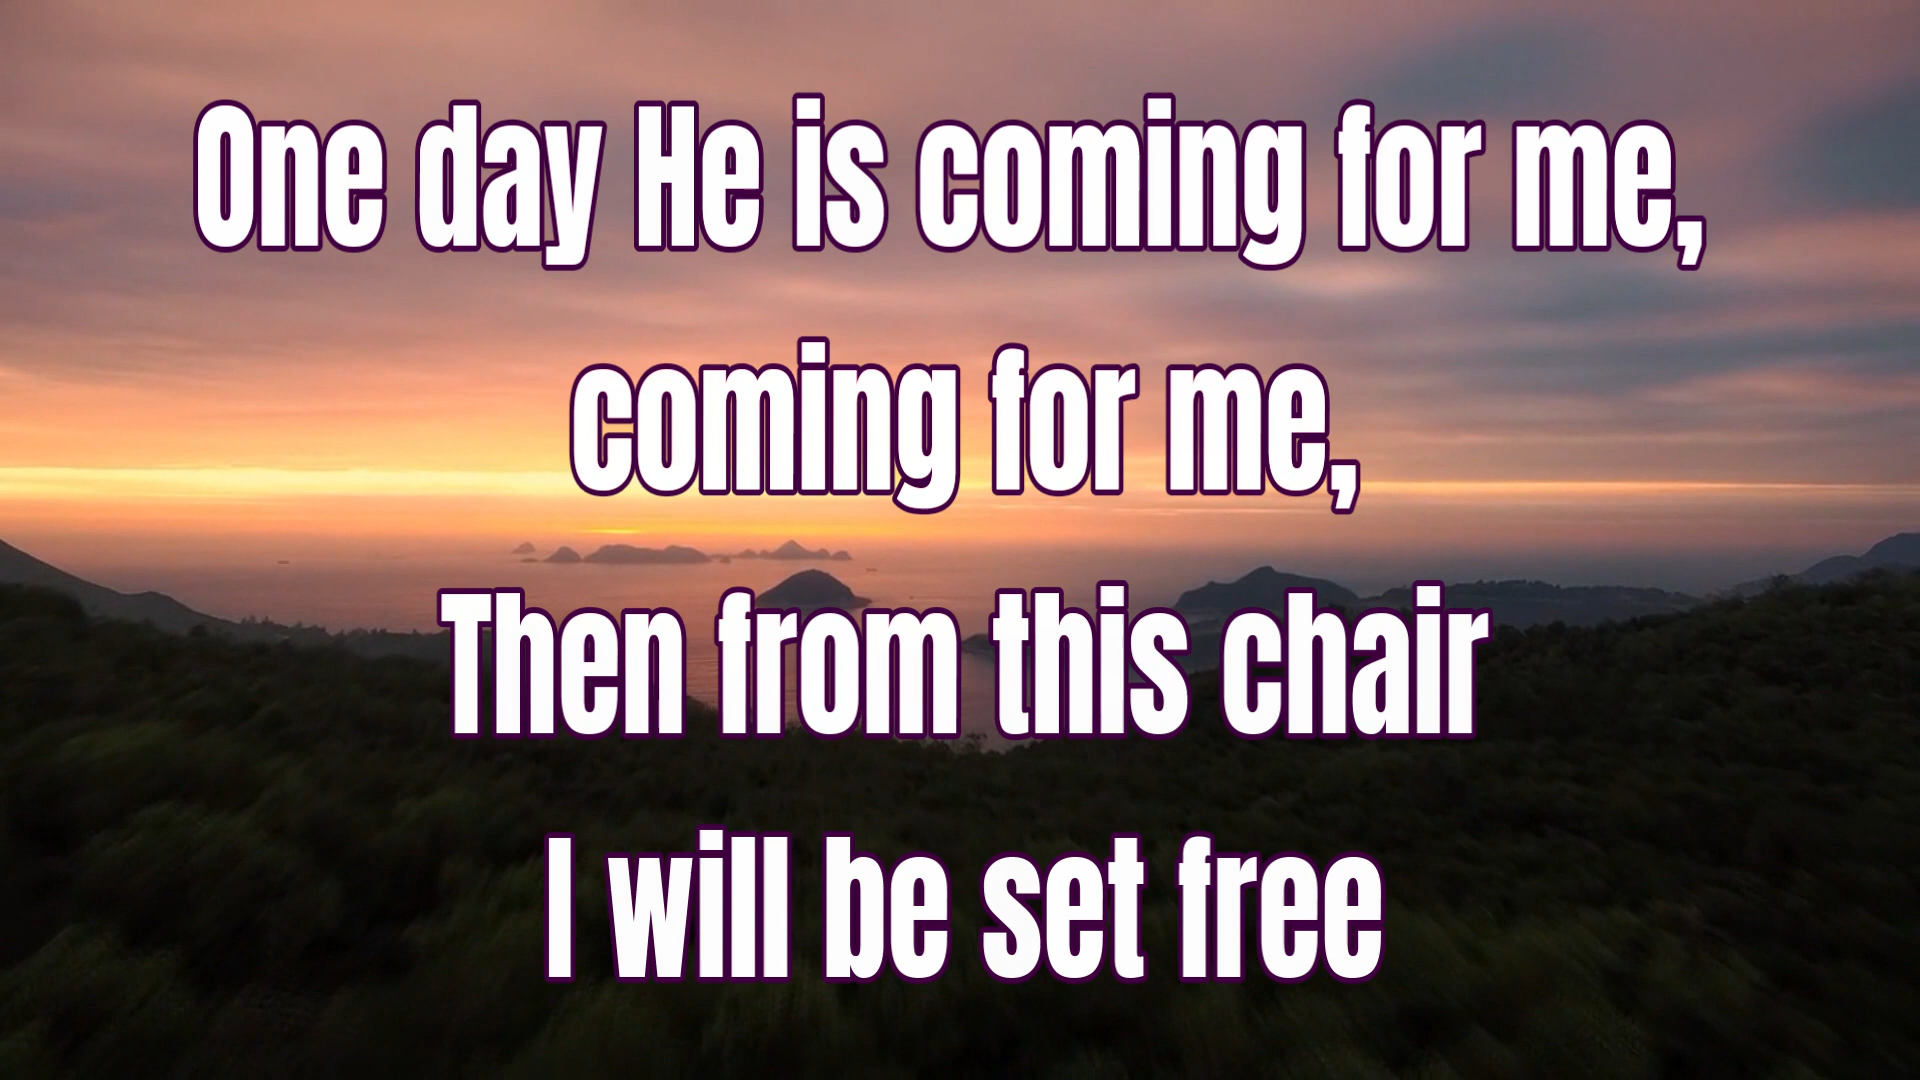 One day He is coming for me,
coming for me,
Then from this chair
I will be set free